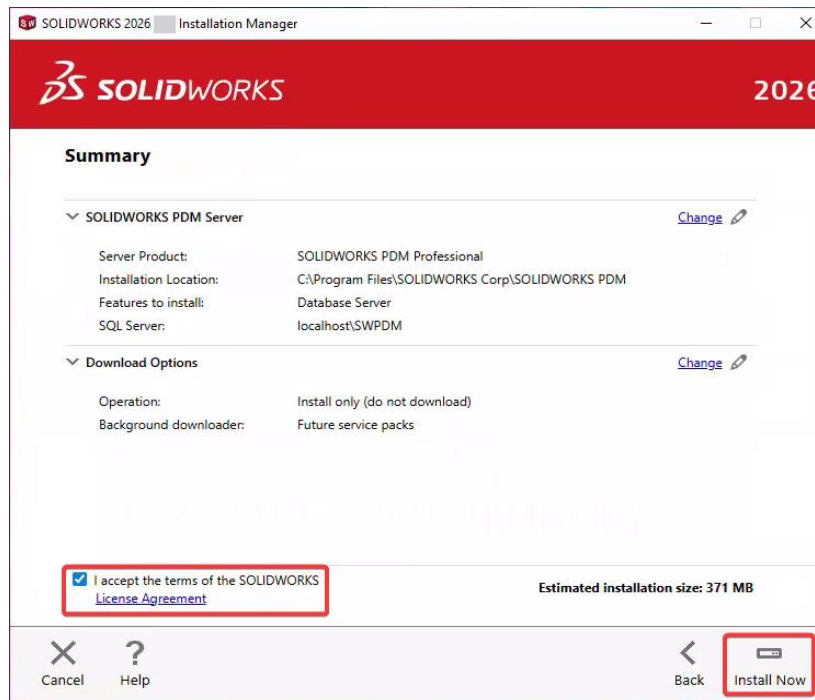 SOLIDWORKS 2026 Installation Manager
SOLIDWORKS
2026
Summary
SOLIDWORKS PDM Server Change
Server Product: SOLIDWORKS PDM Professional
Installation Location: C:\Program Files\SOLIDWORKS Corp\SOLIDWORKS PDM
Features to install: Database Server
SQL Server: localhost\SWPDM
Download Options Change
Operation: Install only (do not download)
Background downloader: Future service packs
I accept the terms of the SOLIDWORKS
License Agreement
Estimated installation size: 371 MB
Cancel Help Back Install Now